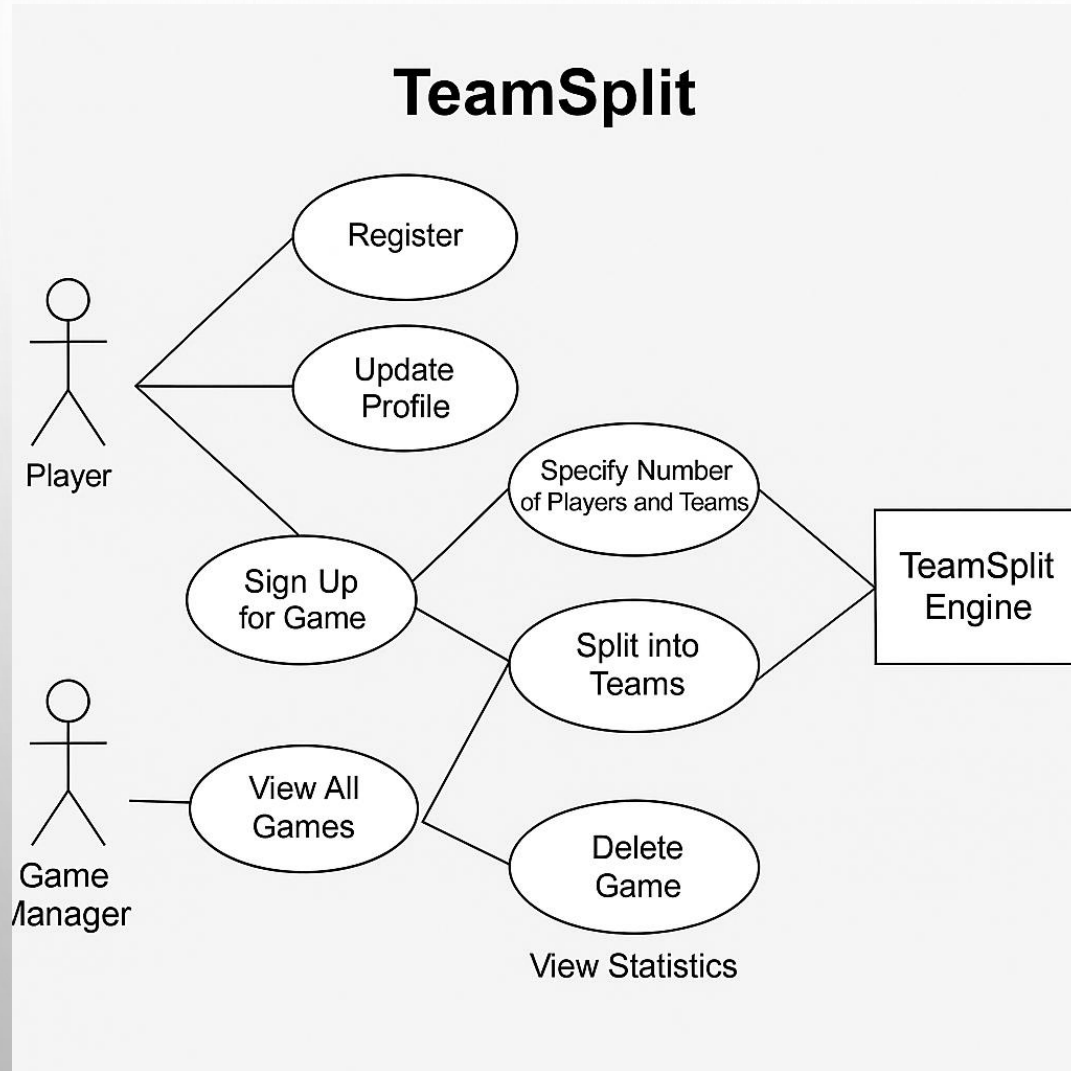 TeamSplit
Register
Update
Profile
Player
Specify Number
of Players and Teams
TeamSplit
Engine
Sign Up
for Game
Split into
Teams
View All
Games
Game
Manager
Delete
Game
View Statistics